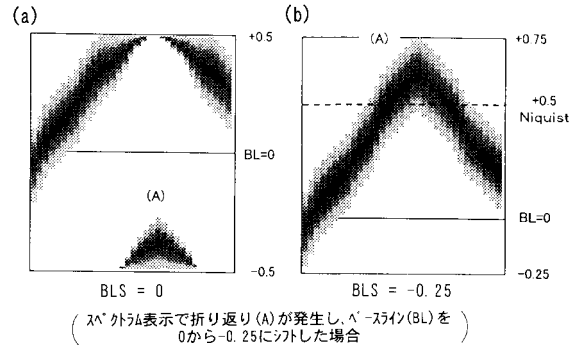 (a)
+0.5
BL=0
(A)
-0.5
BLS = 0
(b)
(A)
+0.75
+0.5
Niquist
BL=0
-0.25
BLS = -0.25
スペクトラム表示で折り返り(A)が発生し、ベースライン(BL)を
0から-0.25にシフトした場合